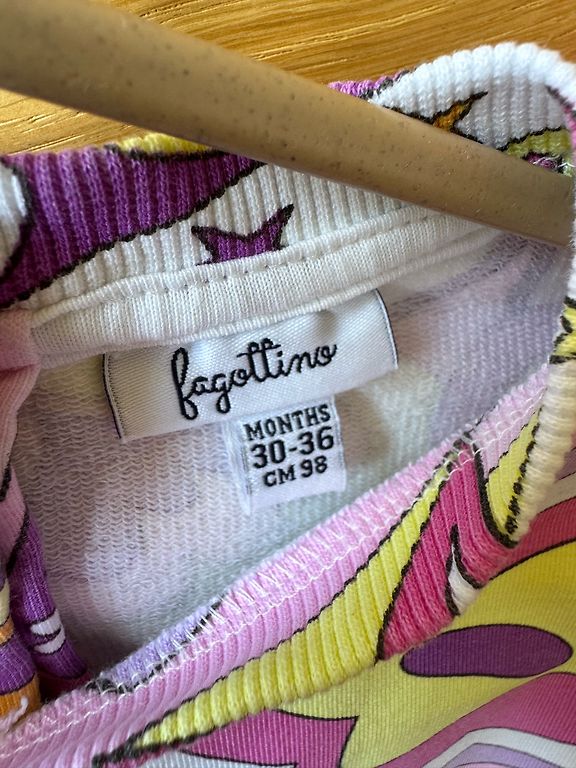 fagottino
MONTHS
30-36
CM 98